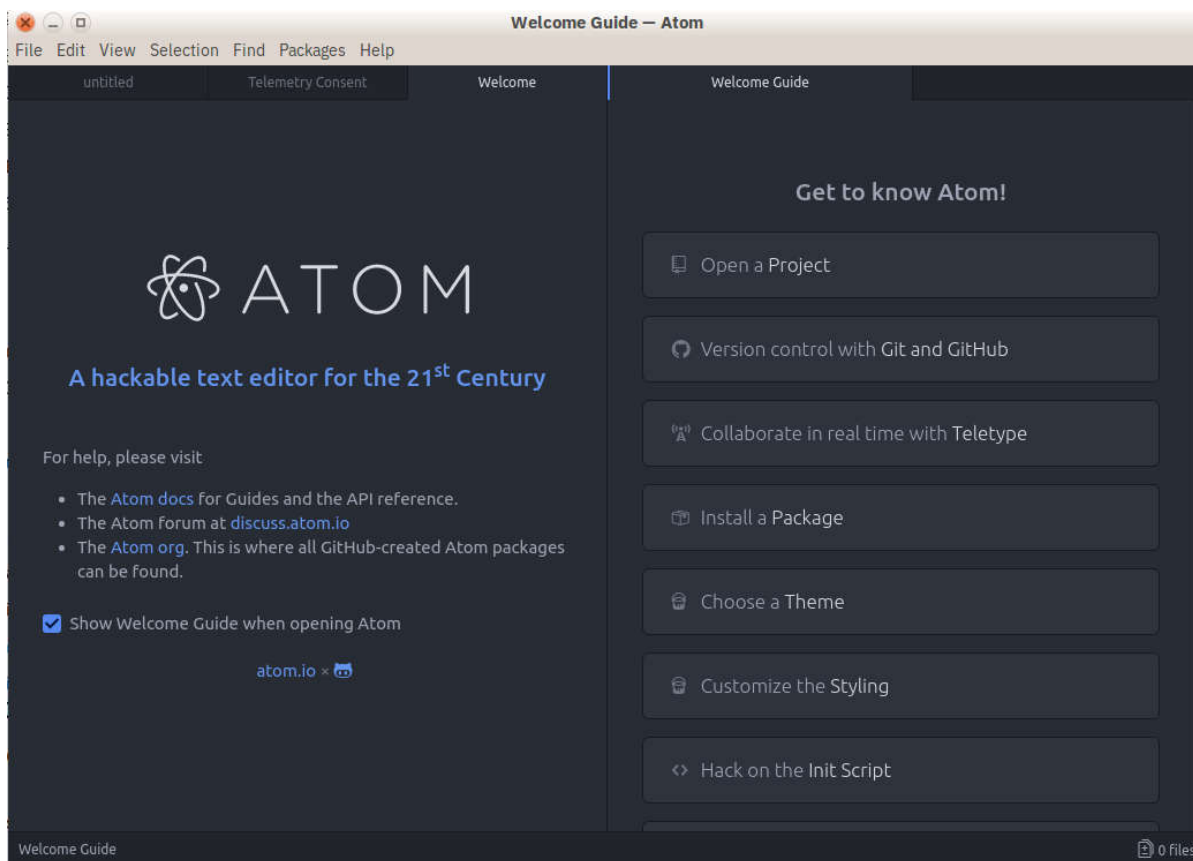 Welcome Guide — Atom
File Edit View Selection Find Packages Help
untitled Telemetry Consent Welcome Welcome Guide
ATOM
A hackable text editor for the 21st Century
For help, please visit
• The Atom docs for Guides and the API reference.
• The Atom forum at discuss.atom.io
• The Atom org. This is where all GitHub-created Atom packages
can be found.
Show Welcome Guide when opening Atom
atom.io ×
Get to know Atom!
Open a Project
Version control with Git and GitHub
Collaborate in real time with Teletype
Install a Package
Choose a Theme
Customize the Styling
Hack on the Init Script
Welcome Guide 0 files